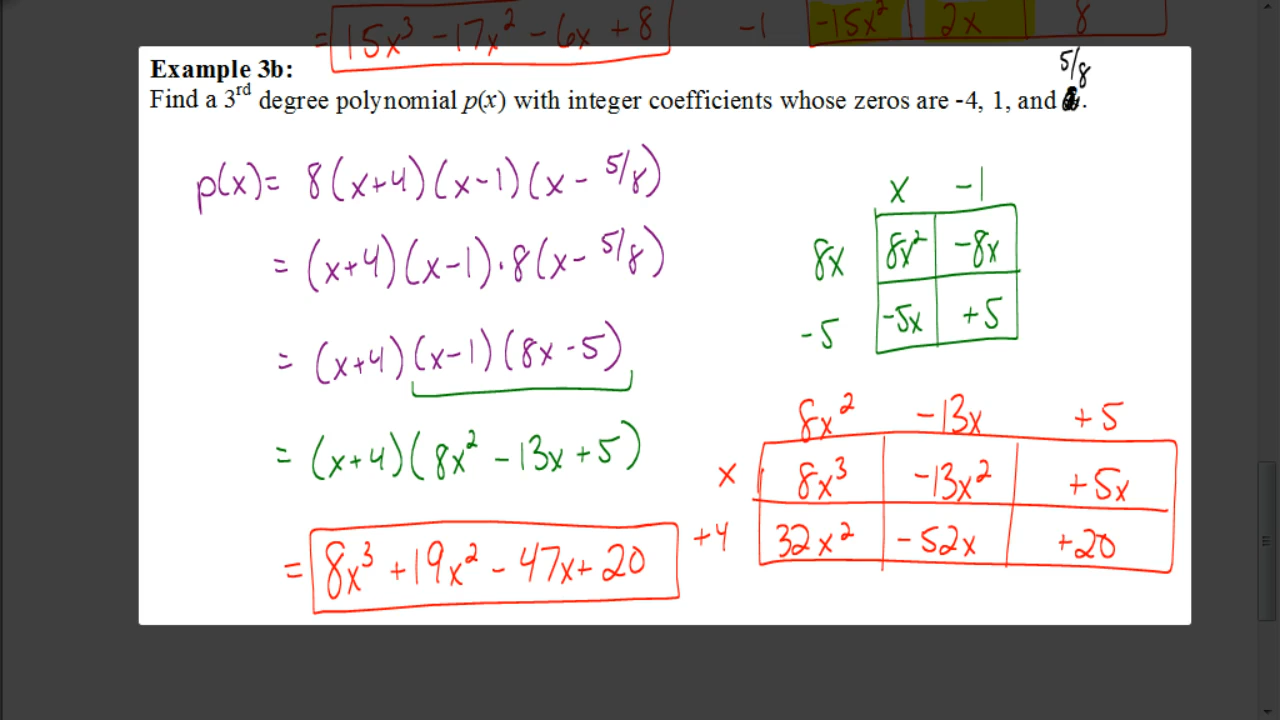 = 15x³ - 17x² - 6x + 8
-1 -15x² 2x 8
Example 3b:
5/8
Find a 3rd degree polynomial p(x) with integer coefficients whose zeros are -4, 1, and .
p(x) = 8(x+4)(x-1)(x - 5/8)
= (x+4)(x-1)·8(x - 5/8)
= (x+4)(x-1)(8x - 5)
= (x+4)(8x² - 13x + 5)
= 8x³ + 19x² - 47x + 20
x -1
8x 8x² -8x
-5 -5x +5
8x² -13x +5
x 8x³ -13x² +5x
+4 32x² -52x +20